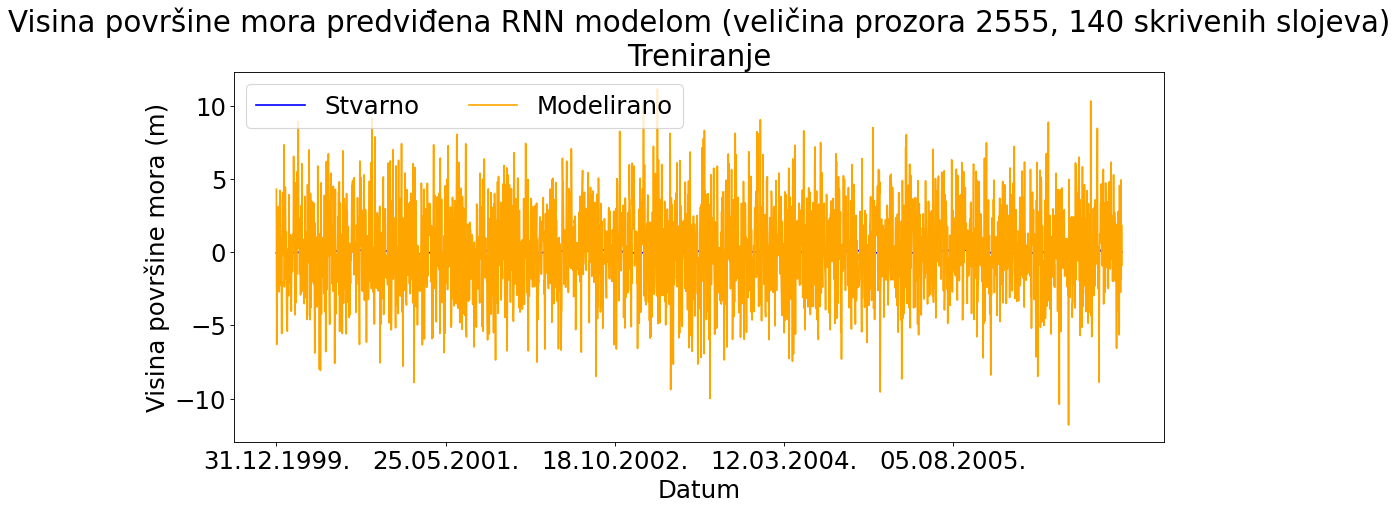 Visina površine mora predviđena RNN modelom (veličina prozora 2555, 140 skrivenih slojeva)
Treniranje
Stvarno
Modelirano
Visina površine mora (m)
10
5
0
−5
−10
31.12.1999.
25.05.2001.
18.10.2002.
12.03.2004.
05.08.2005.
Datum